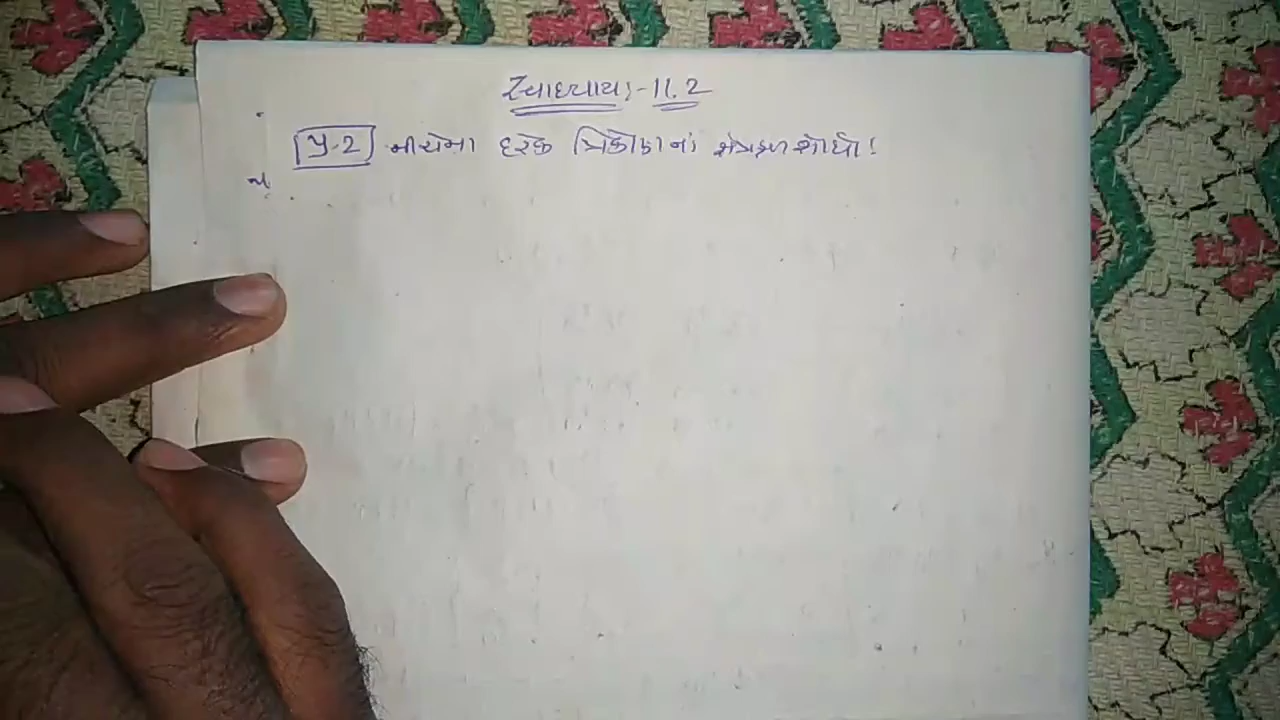 સ્વાધ્યાય:-11.2
પ્ર-2 નીચેના દરેક ત્રિકોણનાં ક્ષેત્રફળ શોધો!